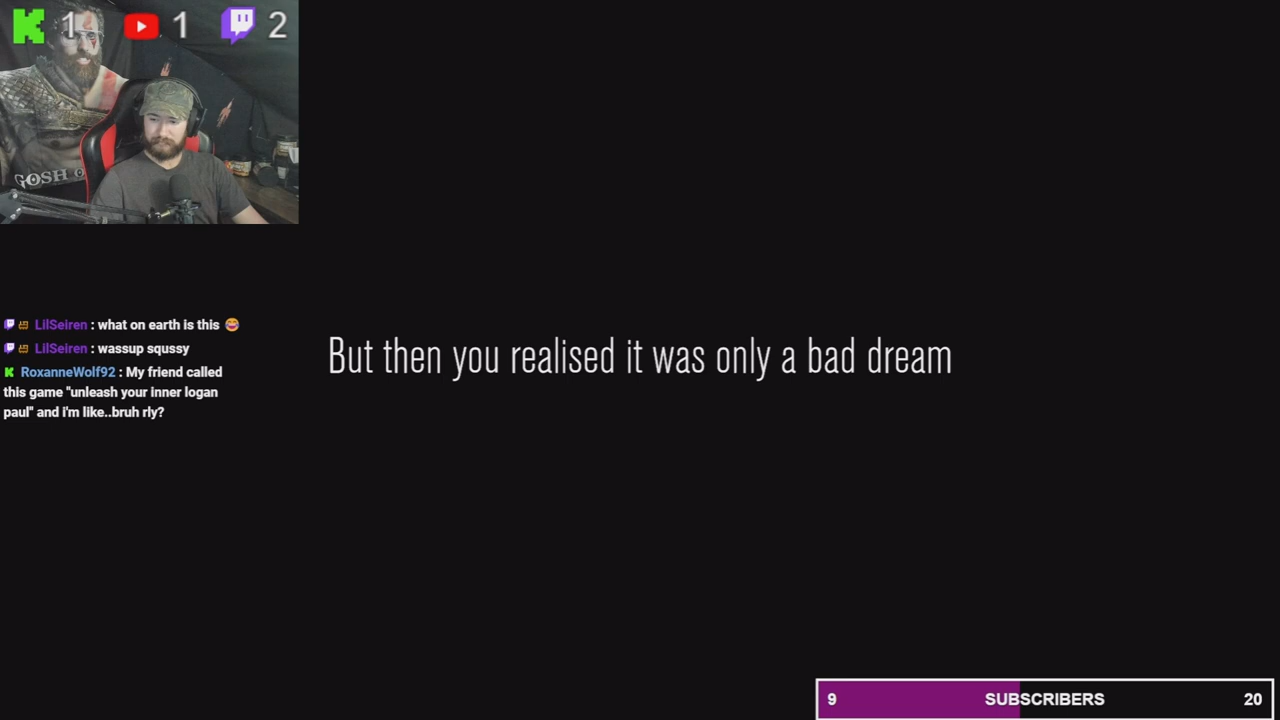 1 1 2
GOSH O
LilSeiren : what on earth is this 😂
LilSeiren : wassup squssy
RoxanneWolf92 : My friend called
this game "unleash your inner logan
paul" and i'm like..bruh rly?
But then you realised it was only a bad dream
9 SUBSCRIBERS 20